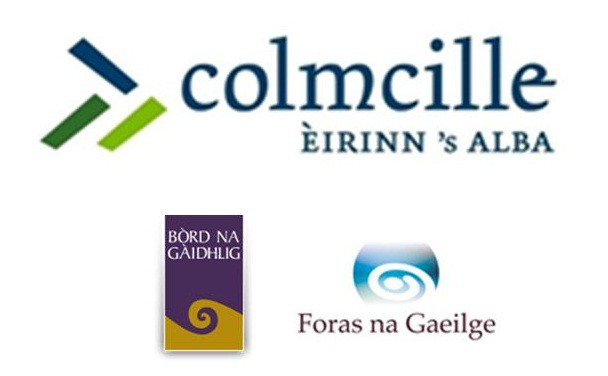 colmcille
ÈIRINN 's ALBA
BÒRD NA
GÀIDHLIG
Foras na Gaeilge